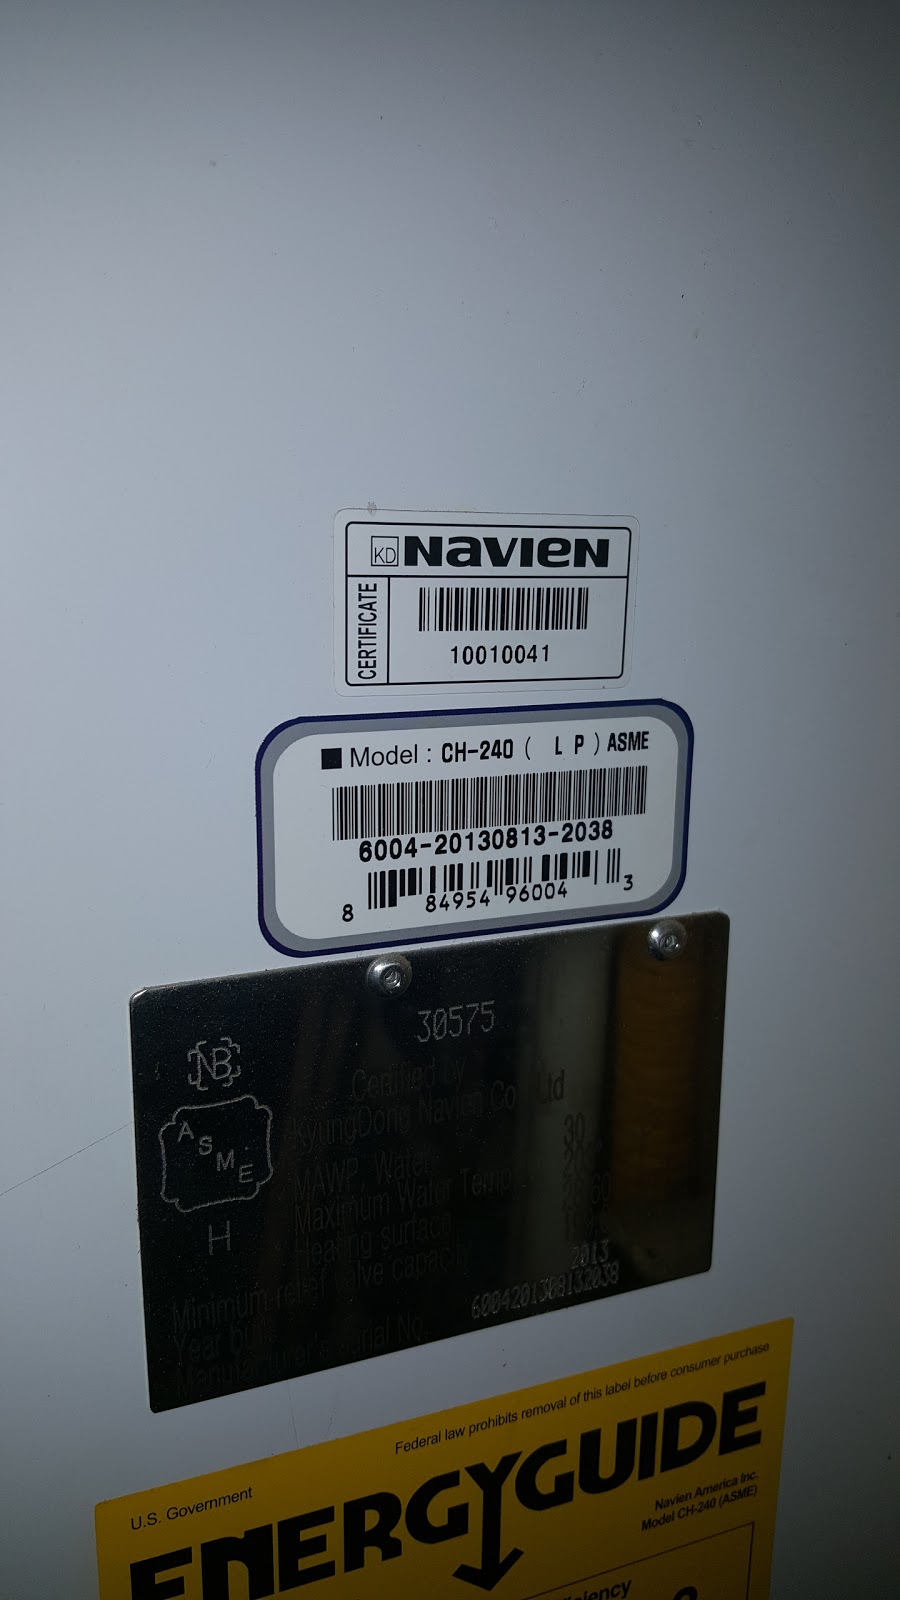 KD NAVIEN
CERTIFICATE
10010041
■ Model : CH-240 ( L P ) ASME
6004-20130813-2038
8 84954 96004 3
30575
NB
ASME
H
Certified by
KyungDong Navien Co Ltd
MAWP, Water 30
Maximum Water Temp
Heating surface
Minimum relief valve capacity
Year built 2013
Manufacturer's Serial No. 6004201308132038
U.S. Government
Federal law prohibits removal of this label before consumer purchase
ENERGYGUIDE
Navien America Inc.
Model CH-240 (ASME)